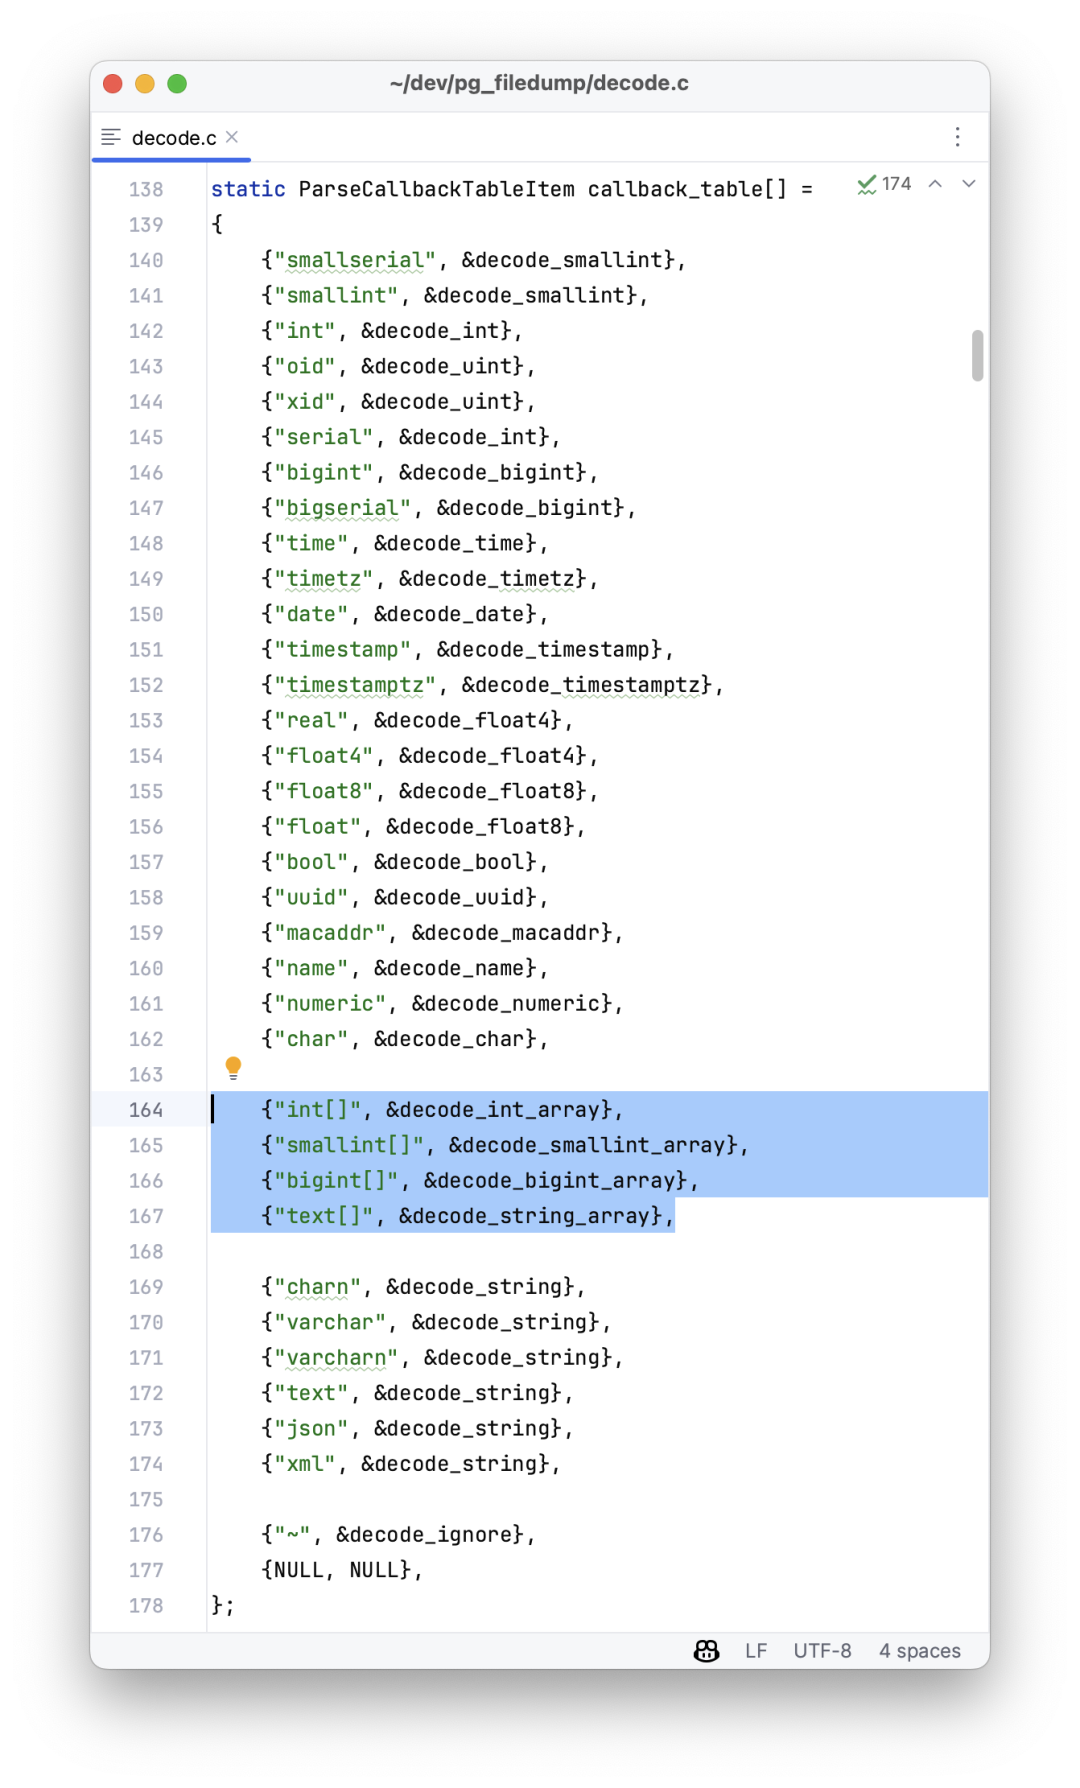 ~/dev/pg_filedump/decode.c
decode.c
174
138 static ParseCallbackTableItem callback_table[] =
139 {
140     {"smallserial", &decode_smallint},
141     {"smallint", &decode_smallint},
142     {"int", &decode_int},
143     {"oid", &decode_uint},
144     {"xid", &decode_uint},
145     {"serial", &decode_int},
146     {"bigint", &decode_bigint},
147     {"bigserial", &decode_bigint},
148     {"time", &decode_time},
149     {"timetz", &decode_timetz},
150     {"date", &decode_date},
151     {"timestamp", &decode_timestamp},
152     {"timestamptz", &decode_timestamptz},
153     {"real", &decode_float4},
154     {"float4", &decode_float4},
155     {"float8", &decode_float8},
156     {"float", &decode_float8},
157     {"bool", &decode_bool},
158     {"uuid", &decode_uuid},
159     {"macaddr", &decode_macaddr},
160     {"name", &decode_name},
161     {"numeric", &decode_numeric},
162     {"char", &decode_char},
163
164     {"int[]", &decode_int_array},
165     {"smallint[]", &decode_smallint_array},
166     {"bigint[]", &decode_bigint_array},
167     {"text[]", &decode_string_array},
168
169     {"charn", &decode_string},
170     {"varchar", &decode_string},
171     {"varcharn", &decode_string},
172     {"text", &decode_string},
173     {"json", &decode_string},
174     {"xml", &decode_string},
175
176     {"~", &decode_ignore},
177     {NULL, NULL},
178 };
LF UTF-8 4 spaces